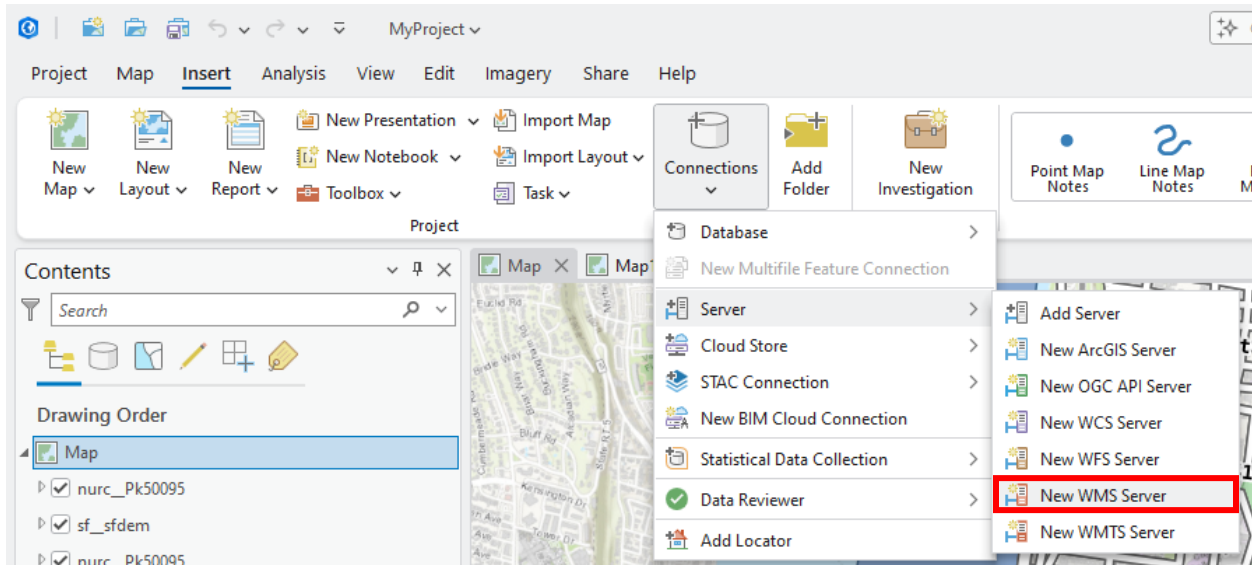 MyProject
Project Map Insert Analysis View Edit Imagery Share Help
New Map
New Layout
New Report
New Presentation
New Notebook
Toolbox
Import Map
Import Layout
Task
Connections
Add Folder
New Investigation
Point Map Notes
Line Map Notes
Project
Contents
Search
Drawing Order
Map
nurc__Pk50095
sf__sfdem
nurc__Pk50095
Map
Map
Database
New Multifile Feature Connection
Server
Cloud Store
STAC Connection
New BIM Cloud Connection
Statistical Data Collection
Data Reviewer
Add Locator
Add Server
New ArcGIS Server
New OGC API Server
New WCS Server
New WFS Server
New WMS Server
New WMTS Server
Euclid Rd
Bluff Rd
Kensington Dr
Tower Dr
State RT 5